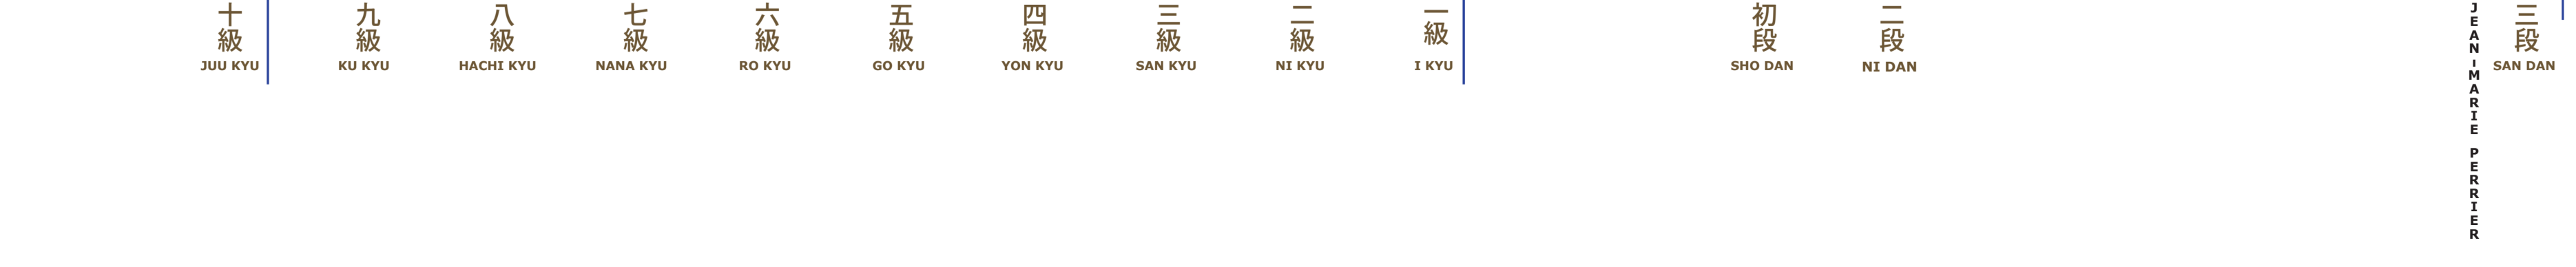 十級
JUU KYU
九級
KU KYU
八級
HACHI KYU
七級
NANA KYU
六級
RO KYU
五級
GO KYU
四級
YON KYU
三級
SAN KYU
二級
NI KYU
一級
I KYU
初段
SHO DAN
二段
NI DAN
JEAN-MARIE PERRIER
三段
SAN DAN